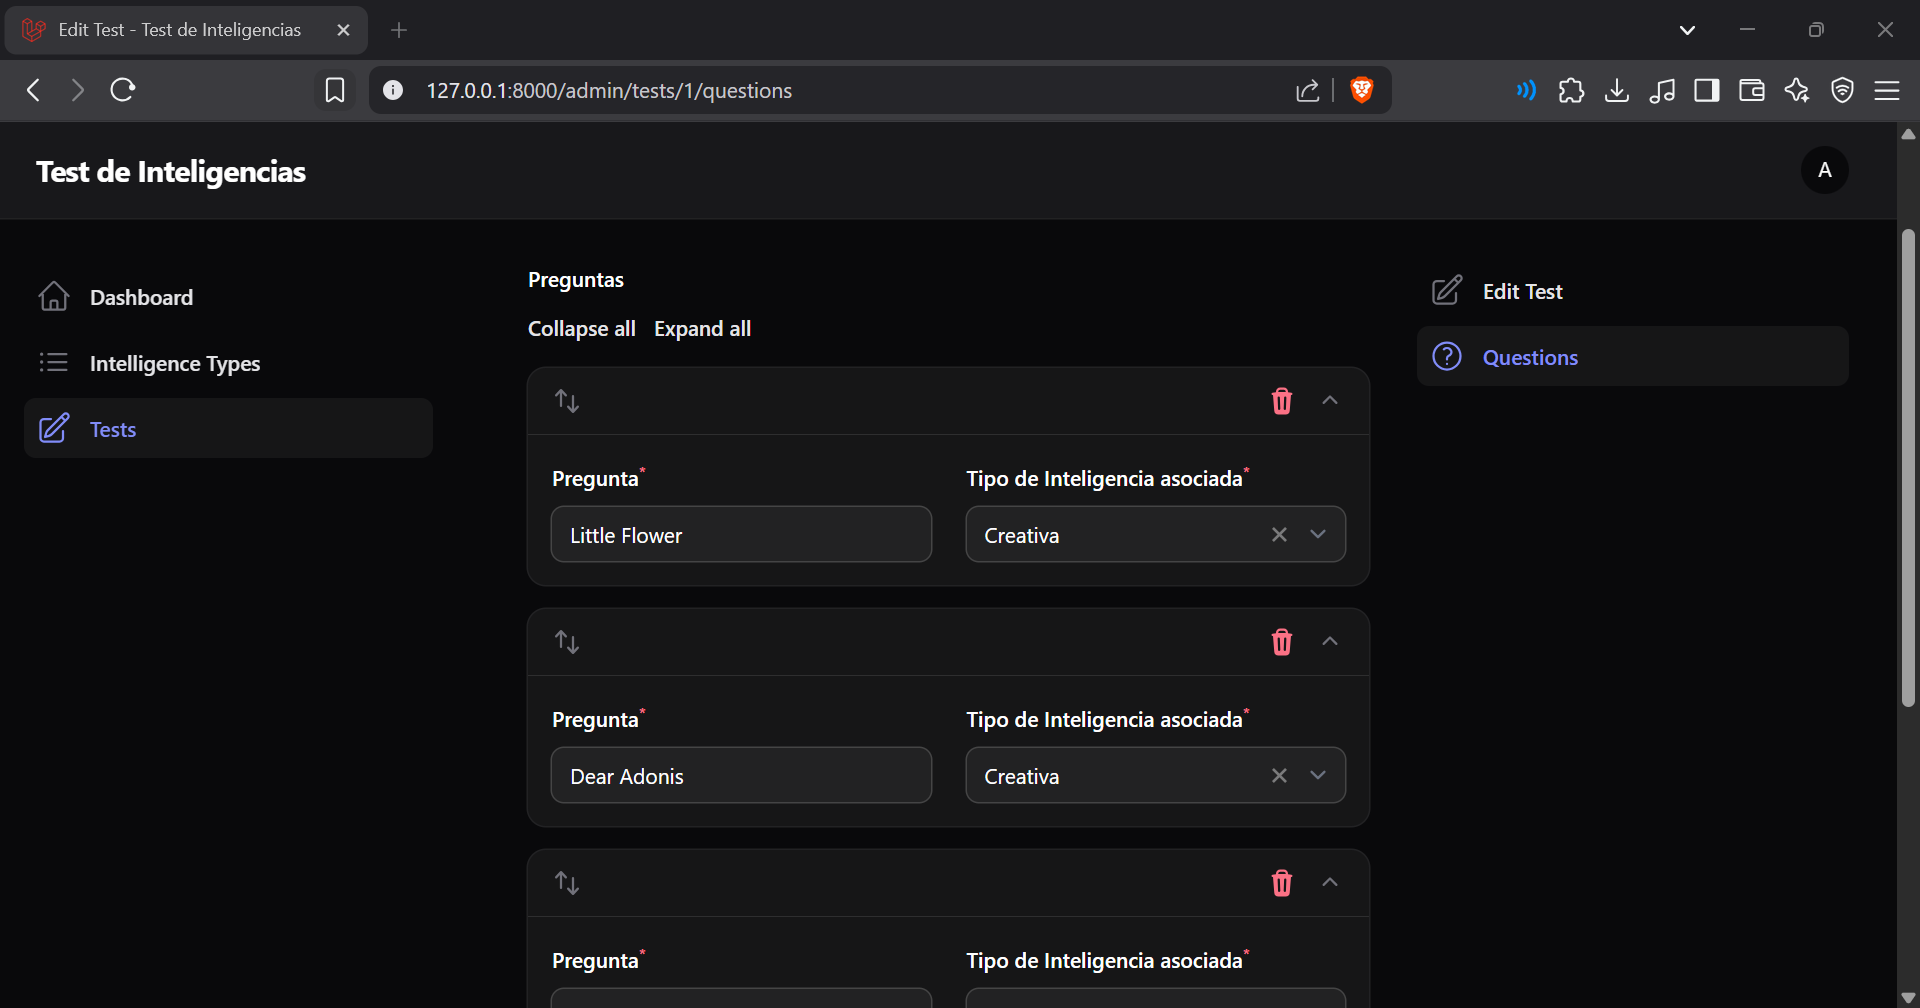 Edit Test - Test de Inteligencias
127.0.0.1:8000/admin/tests/1/questions
Test de Inteligencias
A
Dashboard
Intelligence Types
Tests
Preguntas
Collapse all Expand all
Pregunta* Tipo de Inteligencia asociada*
Little Flower Creativa
Pregunta* Tipo de Inteligencia asociada*
Dear Adonis Creativa
Pregunta* Tipo de Inteligencia asociada*
Edit Test
Questions